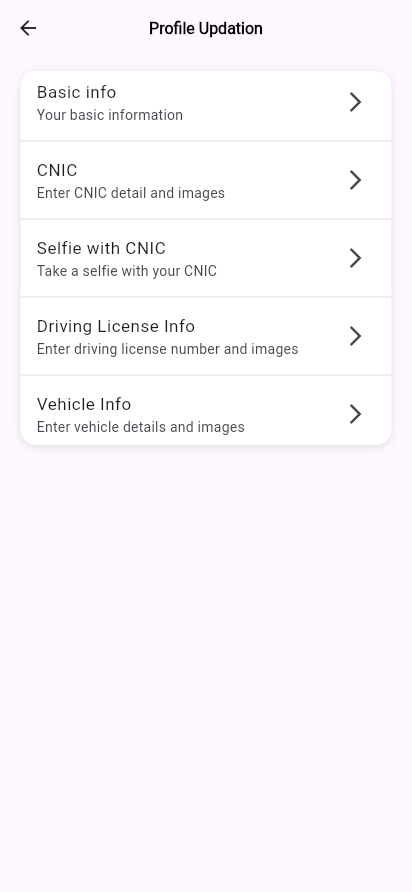 Profile Updation
Basic info
Your basic information
CNIC
Enter CNIC detail and images
Selfie with CNIC
Take a selfie with your CNIC
Driving License Info
Enter driving license number and images
Vehicle Info
Enter vehicle details and images